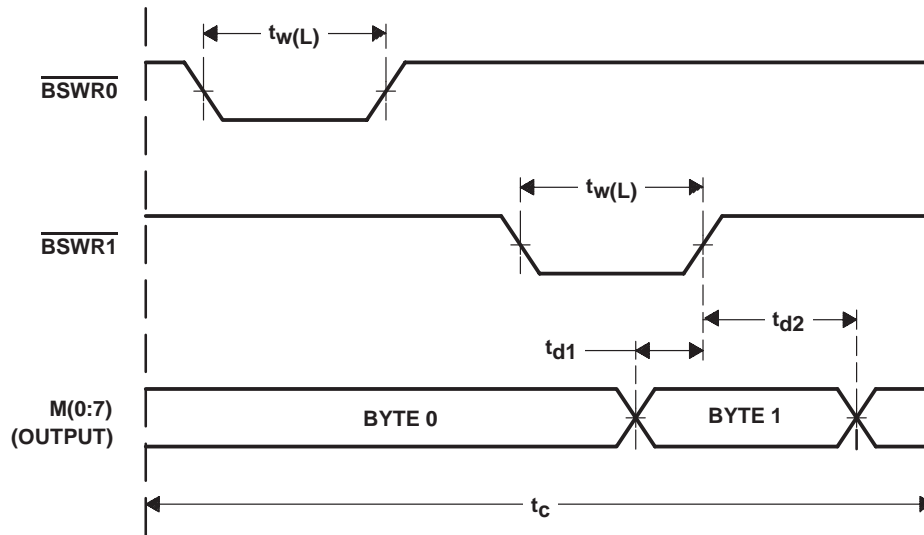 tw(L)
BSWR0
tw(L)
BSWR1
td2
td1
M(0:7)
(OUTPUT)
BYTE 0
BYTE 1
tc